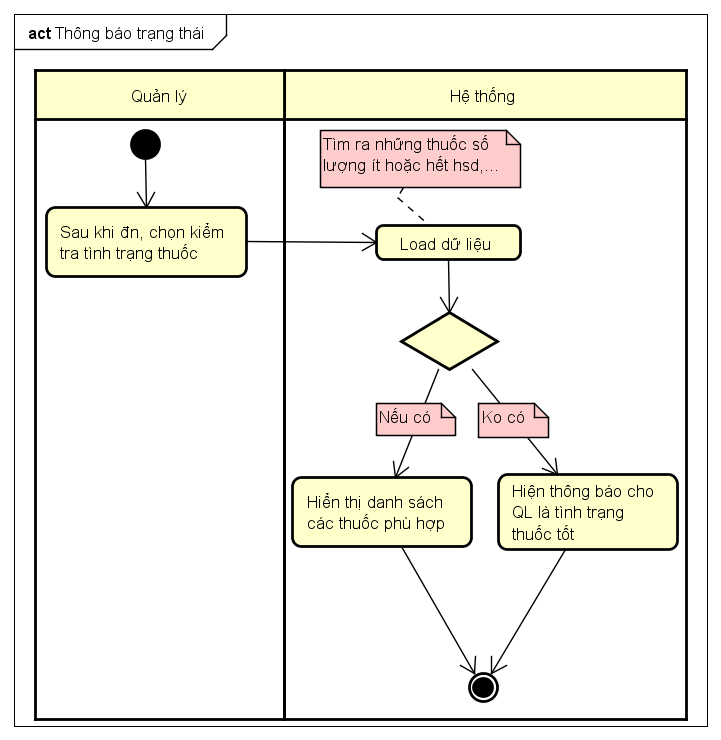 act Thông báo trạng thái
Quản lý
Hệ thống
Tìm ra những thuốc số
lượng ít hoặc hết hsd,...
Sau khi đn, chọn kiểm
tra tình trạng thuốc
Load dữ liệu
Nếu có
Ko có
Hiển thị danh sách
các thuốc phù hợp
Hiện thông báo cho
QL là tình trạng
thuốc tốt